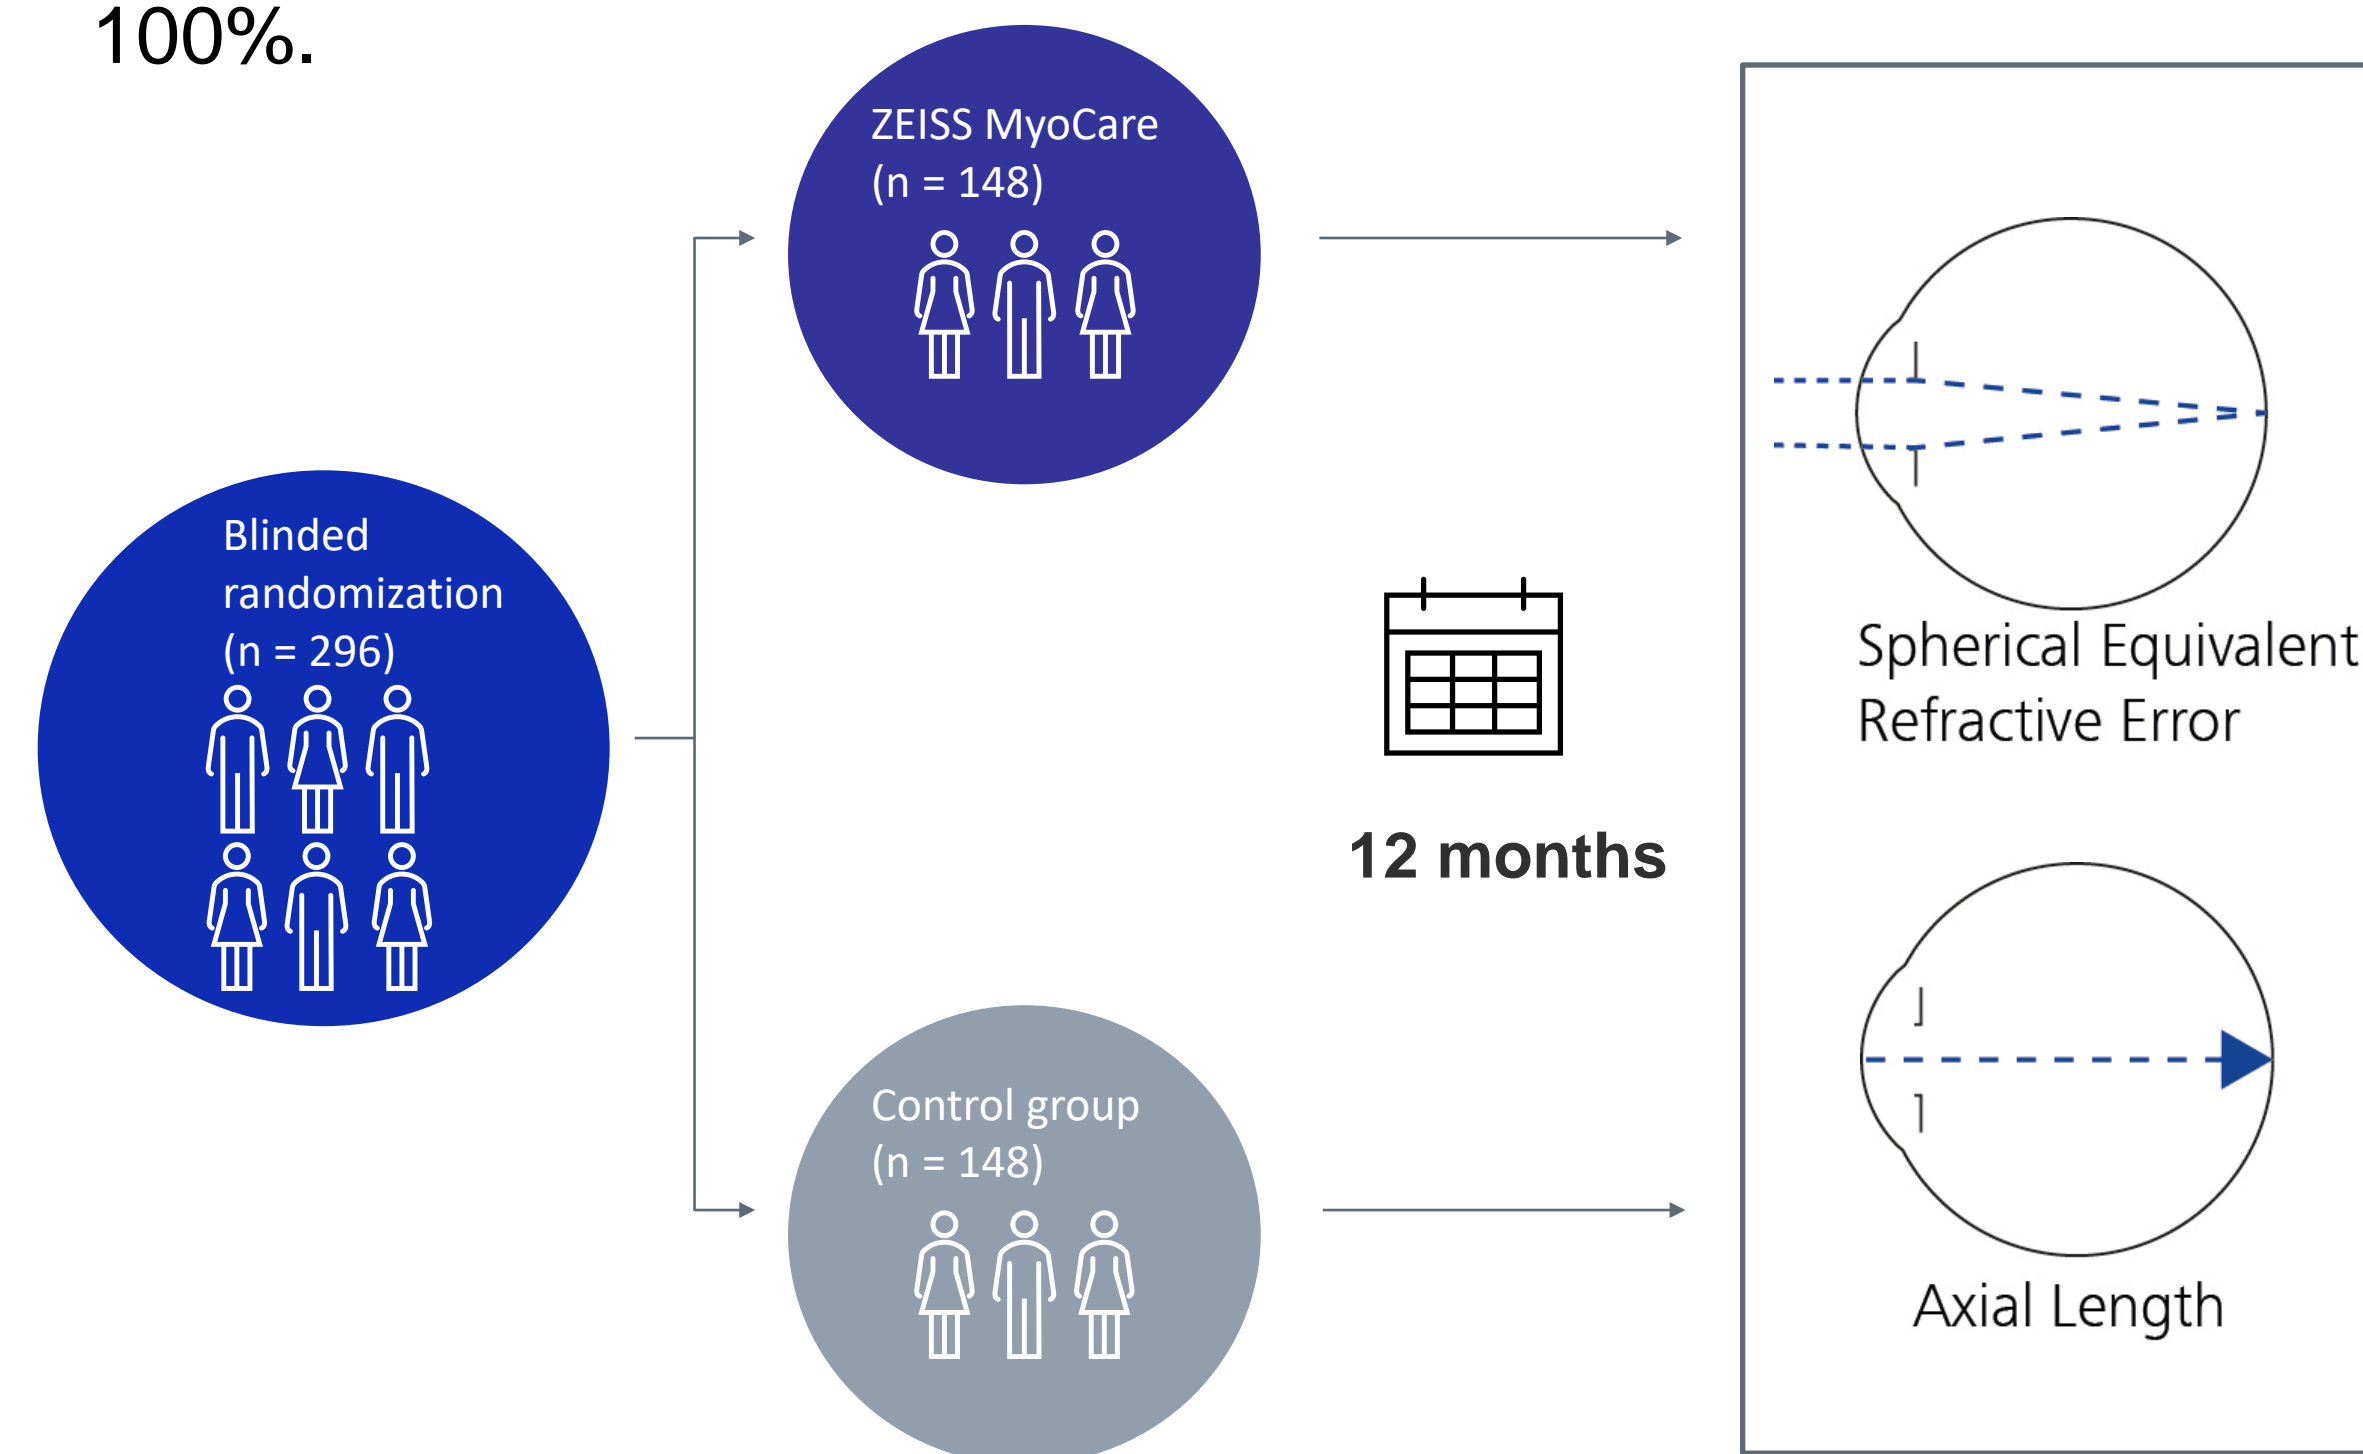 100%.
ZEISS MyoCare
(n = 148)
Blinded
randomization
(n = 296)
12 months
Control group
(n = 148)
Spherical Equivalent
Refractive Error
Axial Length